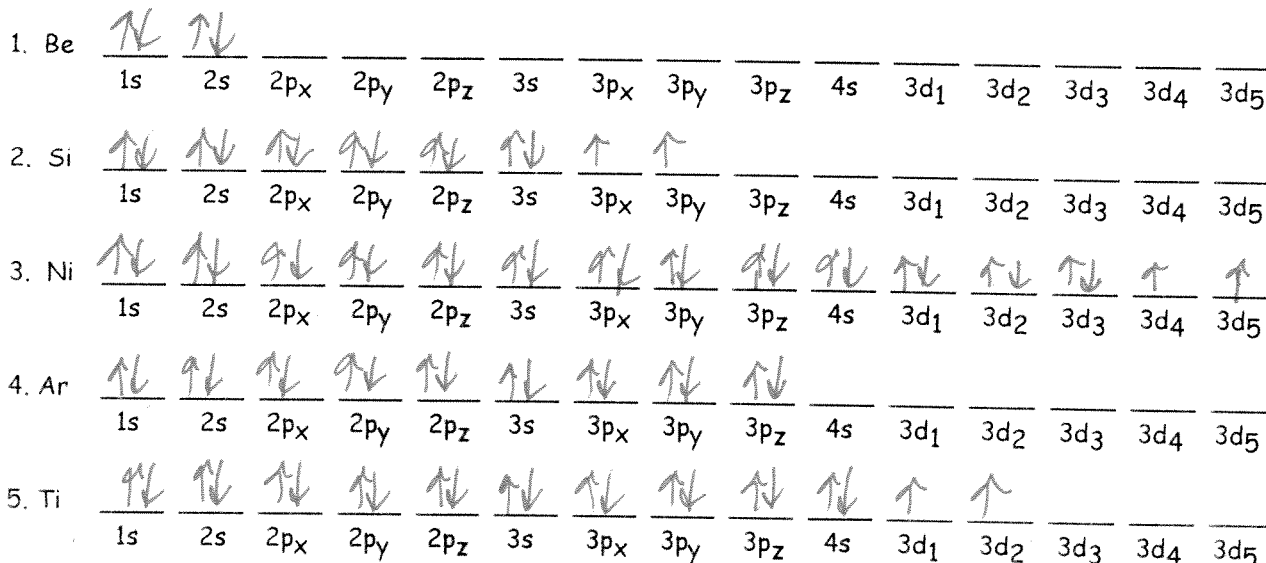 1. Be ↑↓ ↑↓
1s 2s 2px 2py 2pz 3s 3px 3py 3pz 4s 3d1 3d2 3d3 3d4 3d5
2. Si ↑↓ ↑↓ ↑↓ ↑↓ ↑↓ ↑↓ ↑ ↑
1s 2s 2px 2py 2pz 3s 3px 3py 3pz 4s 3d1 3d2 3d3 3d4 3d5
3. Ni ↑↓ ↑↓ ↑↓ ↑↓ ↑↓ ↑↓ ↑↓ ↑↓ ↑↓ ↑↓ ↑↓ ↑↓ ↑↓ ↑ ↑
1s 2s 2px 2py 2pz 3s 3px 3py 3pz 4s 3d1 3d2 3d3 3d4 3d5
4. Ar ↑↓ ↑↓ ↑↓ ↑↓ ↑↓ ↑↓ ↑↓ ↑↓ ↑↓
1s 2s 2px 2py 2pz 3s 3px 3py 3pz 4s 3d1 3d2 3d3 3d4 3d5
5. Ti ↑↓ ↑↓ ↑↓ ↑↓ ↑↓ ↑↓ ↑↓ ↑↓ ↑↓ ↑↓ ↑ ↑
1s 2s 2px 2py 2pz 3s 3px 3py 3pz 4s 3d1 3d2 3d3 3d4 3d5